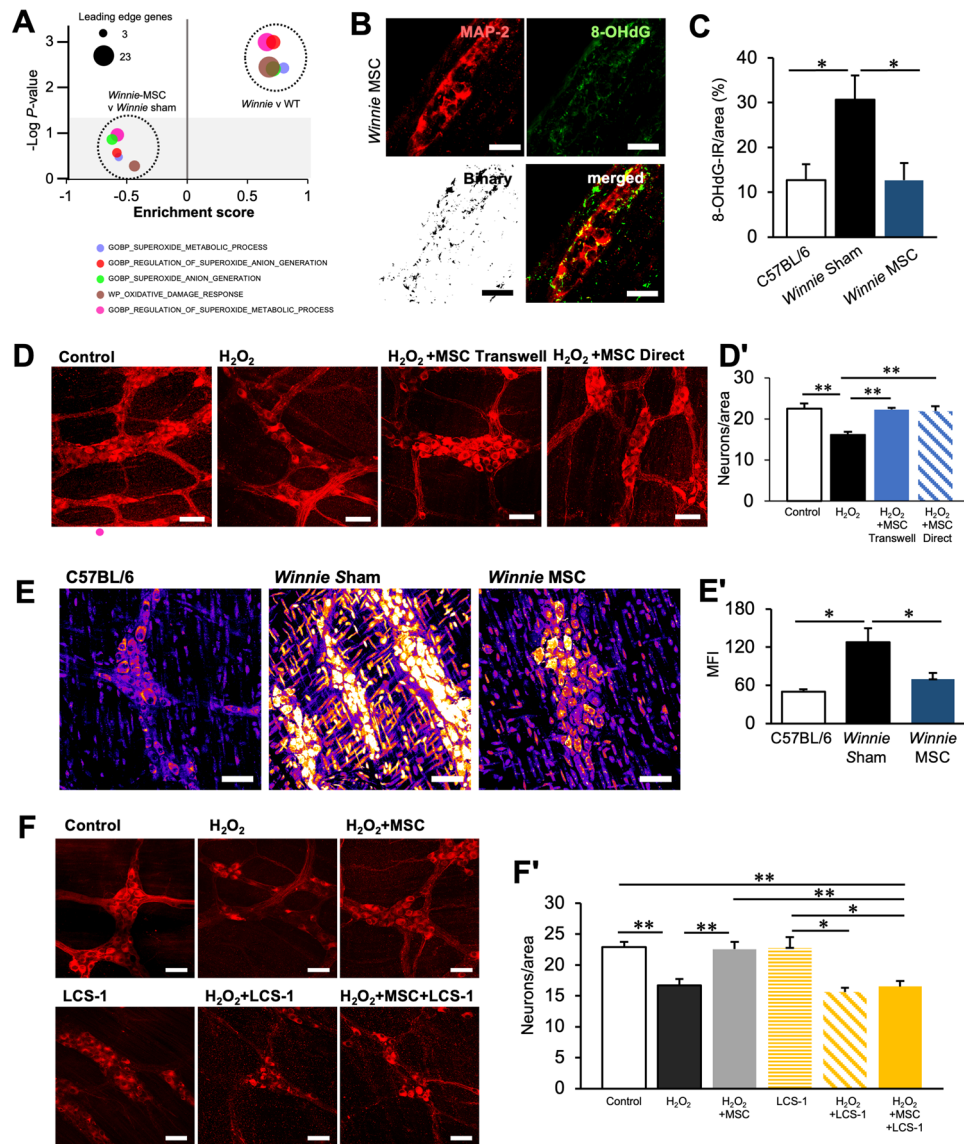 A
Leading edge genes
3
23
Winnie-MSC
v Winnie sham
Winnie v WT
-Log P-value
3
2
1
0
-1
-0.5
0
0.5
1
Enrichment score
GOBP_SUPEROXIDE_METABOLIC_PROCESS
GOBP_REGULATION_OF_SUPEROXIDE_ANION_GENERATION
GOBP_SUPEROXIDE_ANION_GENERATION
WP_OXIDATIVE_DAMAGE_RESPONSE
GOBP_REGULATION_OF_SUPEROXIDE_METABOLIC_PROCESS
B
Winnie MSC
MAP-2
8-OHdG
Binary
merged
C
8-OHdG-IR/area (%)
40
30
20
10
0
*
*
C57BL/6
Winnie Sham
Winnie MSC
D
Control
H₂O₂
H₂O₂ +MSC Transwell
H₂O₂ +MSC Direct
D'
Neurons/area
30
20
10
0
**
**
**
Control
H₂O₂
H₂O₂
+MSC
Transwell
H₂O₂
+MSC
Direct
E
C57BL/6
Winnie Sham
Winnie MSC
E'
MFI
180
120
60
0
*
*
C57BL/6
Winnie
Sham
Winnie
MSC
F
Control
H₂O₂
H₂O₂+MSC
LCS-1
H₂O₂+LCS-1
H₂O₂+MSC+LCS-1
F'
Neurons/area
30
25
20
15
10
5
0
**
**
*
*
**
**
Control
H₂O₂
H₂O₂
+MSC
LCS-1
H₂O₂
+LCS-1
H₂O₂
+MSC
+LCS-1